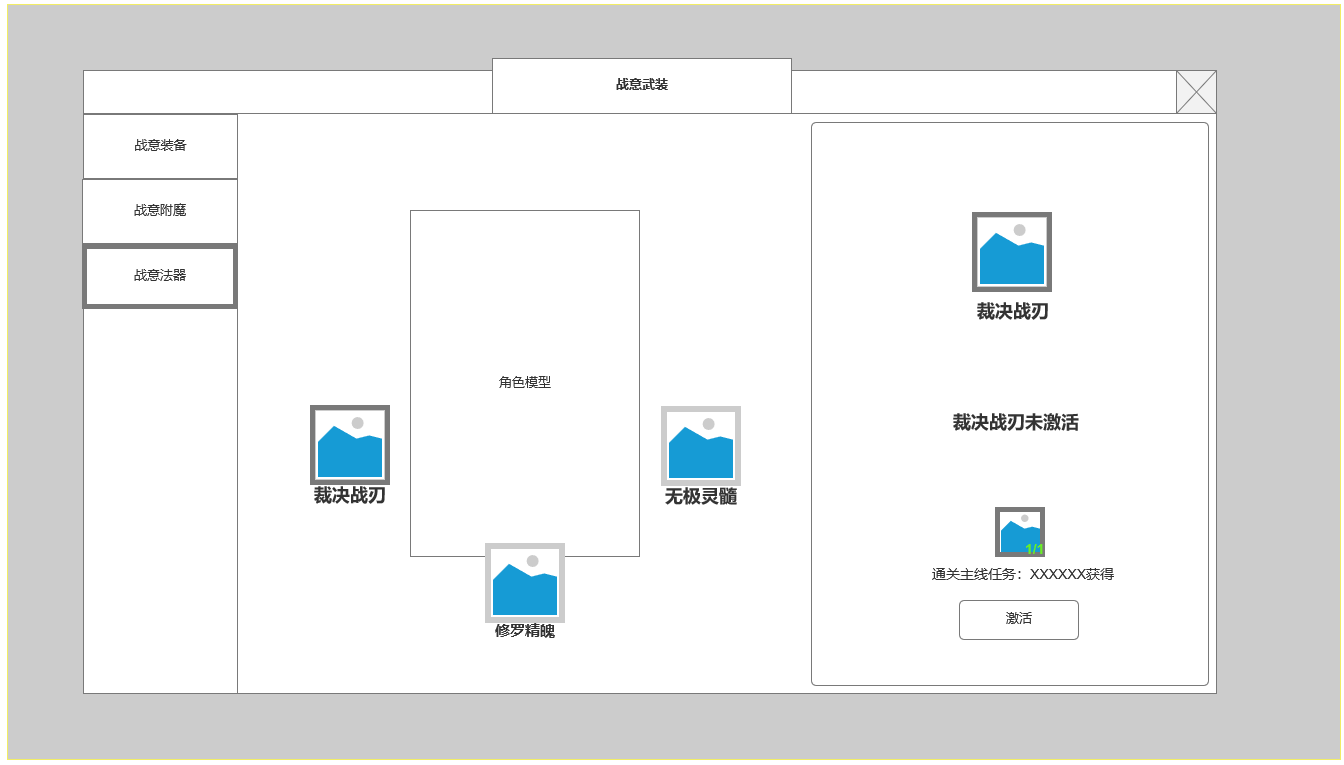 战意武装
战意装备
战意附魔
战意法器
角色模型
裁决战刃
无极灵髓
修罗精魄
裁决战刃
裁决战刃未激活
1/1
通关主线任务：XXXXXX获得
激活